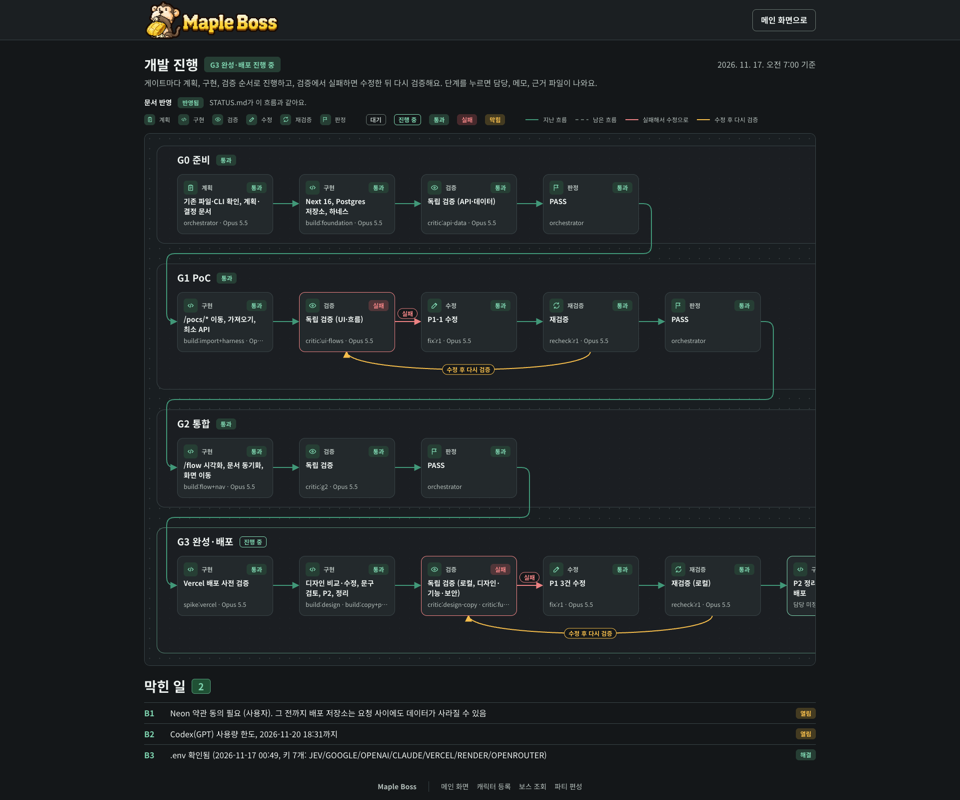 Maple Boss
메인 화면으로
개발 진행 G3 완성·배포 진행 중
2026. 11. 17. 오전 7:00 기준
게이트마다 계획, 구현, 검증 순서로 진행하고, 검증에서 실패하면 수정한 뒤 다시 검증해요. 단계를 누르면 담당, 메모, 근거 파일이 나와요.
문서 반영 반영됨 STATUS.md가 이 흐름과 같아요.
계획 구현 검증 수정 재검증 판정 대기 진행 중 통과 실패 막힘 지난 흐름 남은 흐름 실패해서 수정으로 수정 후 다시 검증
G0 준비 통과
계획 통과
기존 파일·CLI 확인, 계획·
결정 문서
orchestrator · Opus 5.5
구현 통과
Next 16, Postgres
저장소, 하네스
build:foundation · Opus 5.5
검증 통과
독립 검증 (API·데이터)
critic:api-data · Opus 5.5
판정 통과
PASS
orchestrator
G1 PoC 통과
구현 통과
/pocs/* 이동, 가져오기,
최소 API
build:import+harness · Op…
검증 실패
독립 검증 (UI·흐름)
critic:ui-flows · Opus 5.5
실패
수정 통과
P1-1 수정
fix:r1 · Opus 5.5
재검증 통과
재검증
recheck:r1 · Opus 5.5
판정 통과
PASS
orchestrator
수정 후 다시 검증
G2 통합 통과
구현 통과
/flow 시각화, 문서 동기화,
화면 이동
build:flow+nav · Opus 5.5
검증 통과
독립 검증
critic:g2 · Opus 5.5
판정 통과
PASS
orchestrator
G3 완성·배포 진행 중
구현 통과
Vercel 배포 사전 검증
spike:vercel · Opus 5.5
구현 통과
디자인 비교·수정, 문구
검토, P2, 정리
build:design · build:copy+p…
검증 실패
독립 검증 (로컬, 디자인·
기능·보안)
critic:design-copy · critic:fu…
실패
수정 통과
P1 3건 수정
fix:r1 · Opus 5.5
재검증 통과
재검증 (로컬)
recheck:r1 · Opus 5.5
P2 정리
배포
담당 미정
수정 후 다시 검증
막힌 일 2
B1 Neon 약관 동의 필요 (사용자). 그 전까지 배포 저장소는 요청 사이에도 데이터가 사라질 수 있음 열림
B2 Codex(GPT) 사용량 한도, 2026-11-20 18:31까지 열림
B3 .env 확인됨 (2026-11-17 00:49, 키 7개: JEV/GOOGLE/OPENAI/CLAUDE/VERCEL/RENDER/OPENROUTER) 해결
Maple Boss 메인 화면 캐릭터 등록 보스 조회 파티 편성